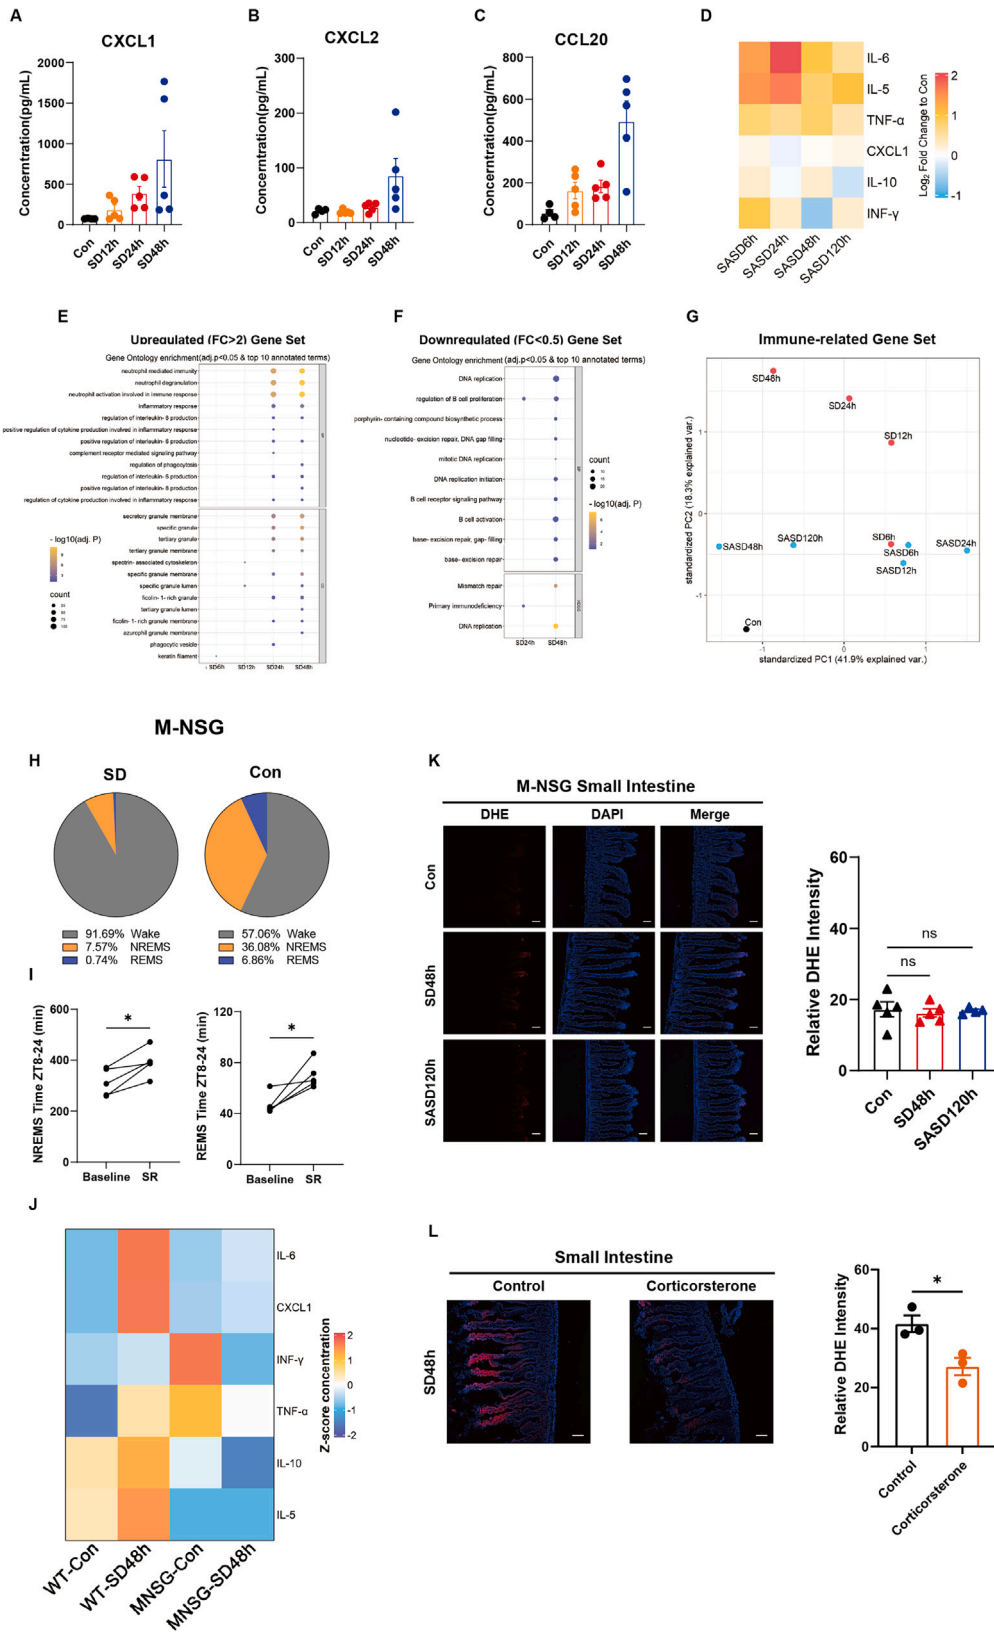 A
CXCL1
Concerntration(pg/mL)
2000
1500
1000
500
0
Con
SD12h
SD24h
SD48h
B
CXCL2
Concerntration(pg/mL)
300
200
100
0
Con
SD12h
SD24h
SD48h
C
CCL20
Concerntration(pg/mL)
800
600
400
200
0
Con
SD12h
SD24h
SD48h
D
IL-6
IL-5
TNF-α
CXCL1
IL-10
INF-γ
SASD6h
SASD24h
SASD48h
SASD120h
Log2 Fold Change to Con
2
1
0
-1
E
Upregulated (FC>2) Gene Set
Gene Ontology enrichment(adj.p<0.05 & top 10 annotated terms)
neutrophil mediated immunity
neutrophil degranulation
neutrophil activation involved in immune response
inflammatory response
regulation of interleukin- 6 production
positive regulation of cytokine production involved in inflammatory response
positive regulation of interleukin- 6 production
complement receptor mediated signaling pathway
regulation of phagocytosis
regulation of interleukin- 8 production
positive regulation of interleukin- 8 production
regulation of cytokine production involved in inflammatory response
secretory granule membrane
specific granule
tertiary granule
tertiary granule membrane
spectrin- associated cytoskeleton
specific granule membrane
specific granule lumen
ficolin- 1- rich granule
tertiary granule lumen
ficolin- 1- rich granule membrane
azurophil granule membrane
phagocytic vesicle
keratin filament
SD6h
SD12h
SD24h
SD48h
- log10(adj. P)
count
F
Downregulated (FC<0.5) Gene Set
Gene Ontology enrichment (adj.p<0.05 & top 10 annotated terms)
DNA replication
regulation of B cell proliferation
porphyrin- containing compound biosynthetic process
nucleotide- excision repair, DNA gap filling
mitotic DNA replication
DNA replication initiation
B cell receptor signaling pathway
B cell activation
base- excision repair, gap- filling
base- excision repair
Mismatch repair
Primary immunodeficiency
DNA replication
SD24h
SD48h
count
- log10(adj. P)
G
Immune-related Gene Set
standardized PC2 (18.3% explained var.)
1
0
-1
SD48h
SD24h
SD12h
SD6h
SASD6h
SASD12h
SASD24h
SASD48h
SASD120h
Con
-1
0
1
standardized PC1 (41.9% explained var.)
M-NSG
H
SD
Con
91.69% Wake
7.57% NREMS
0.74% REMS
57.06% Wake
36.08% NREMS
6.86% REMS
I
NREMS Time ZT8-24 (min)
600
400
200
0
*
Baseline
SR
REMS Time ZT8-24 (min)
120
80
40
0
*
Baseline
SR
J
IL-6
CXCL1
INF-γ
TNF-α
IL-10
IL-5
WT-Con
WT-SD48h
MNSG-Con
MNSG-SD48h
Z-score concentration
2
1
0
-1
-2
K
M-NSG Small Intestine
DHE
DAPI
Merge
Con
SD48h
SASD120h
Relative DHE Intensity
60
40
20
0
ns
ns
Con
SD48h
SASD120h
L
Small Intestine
Control
Corticorsterone
SD48h
Relative DHE Intensity
60
40
20
0
*
Control
Corticorsterone